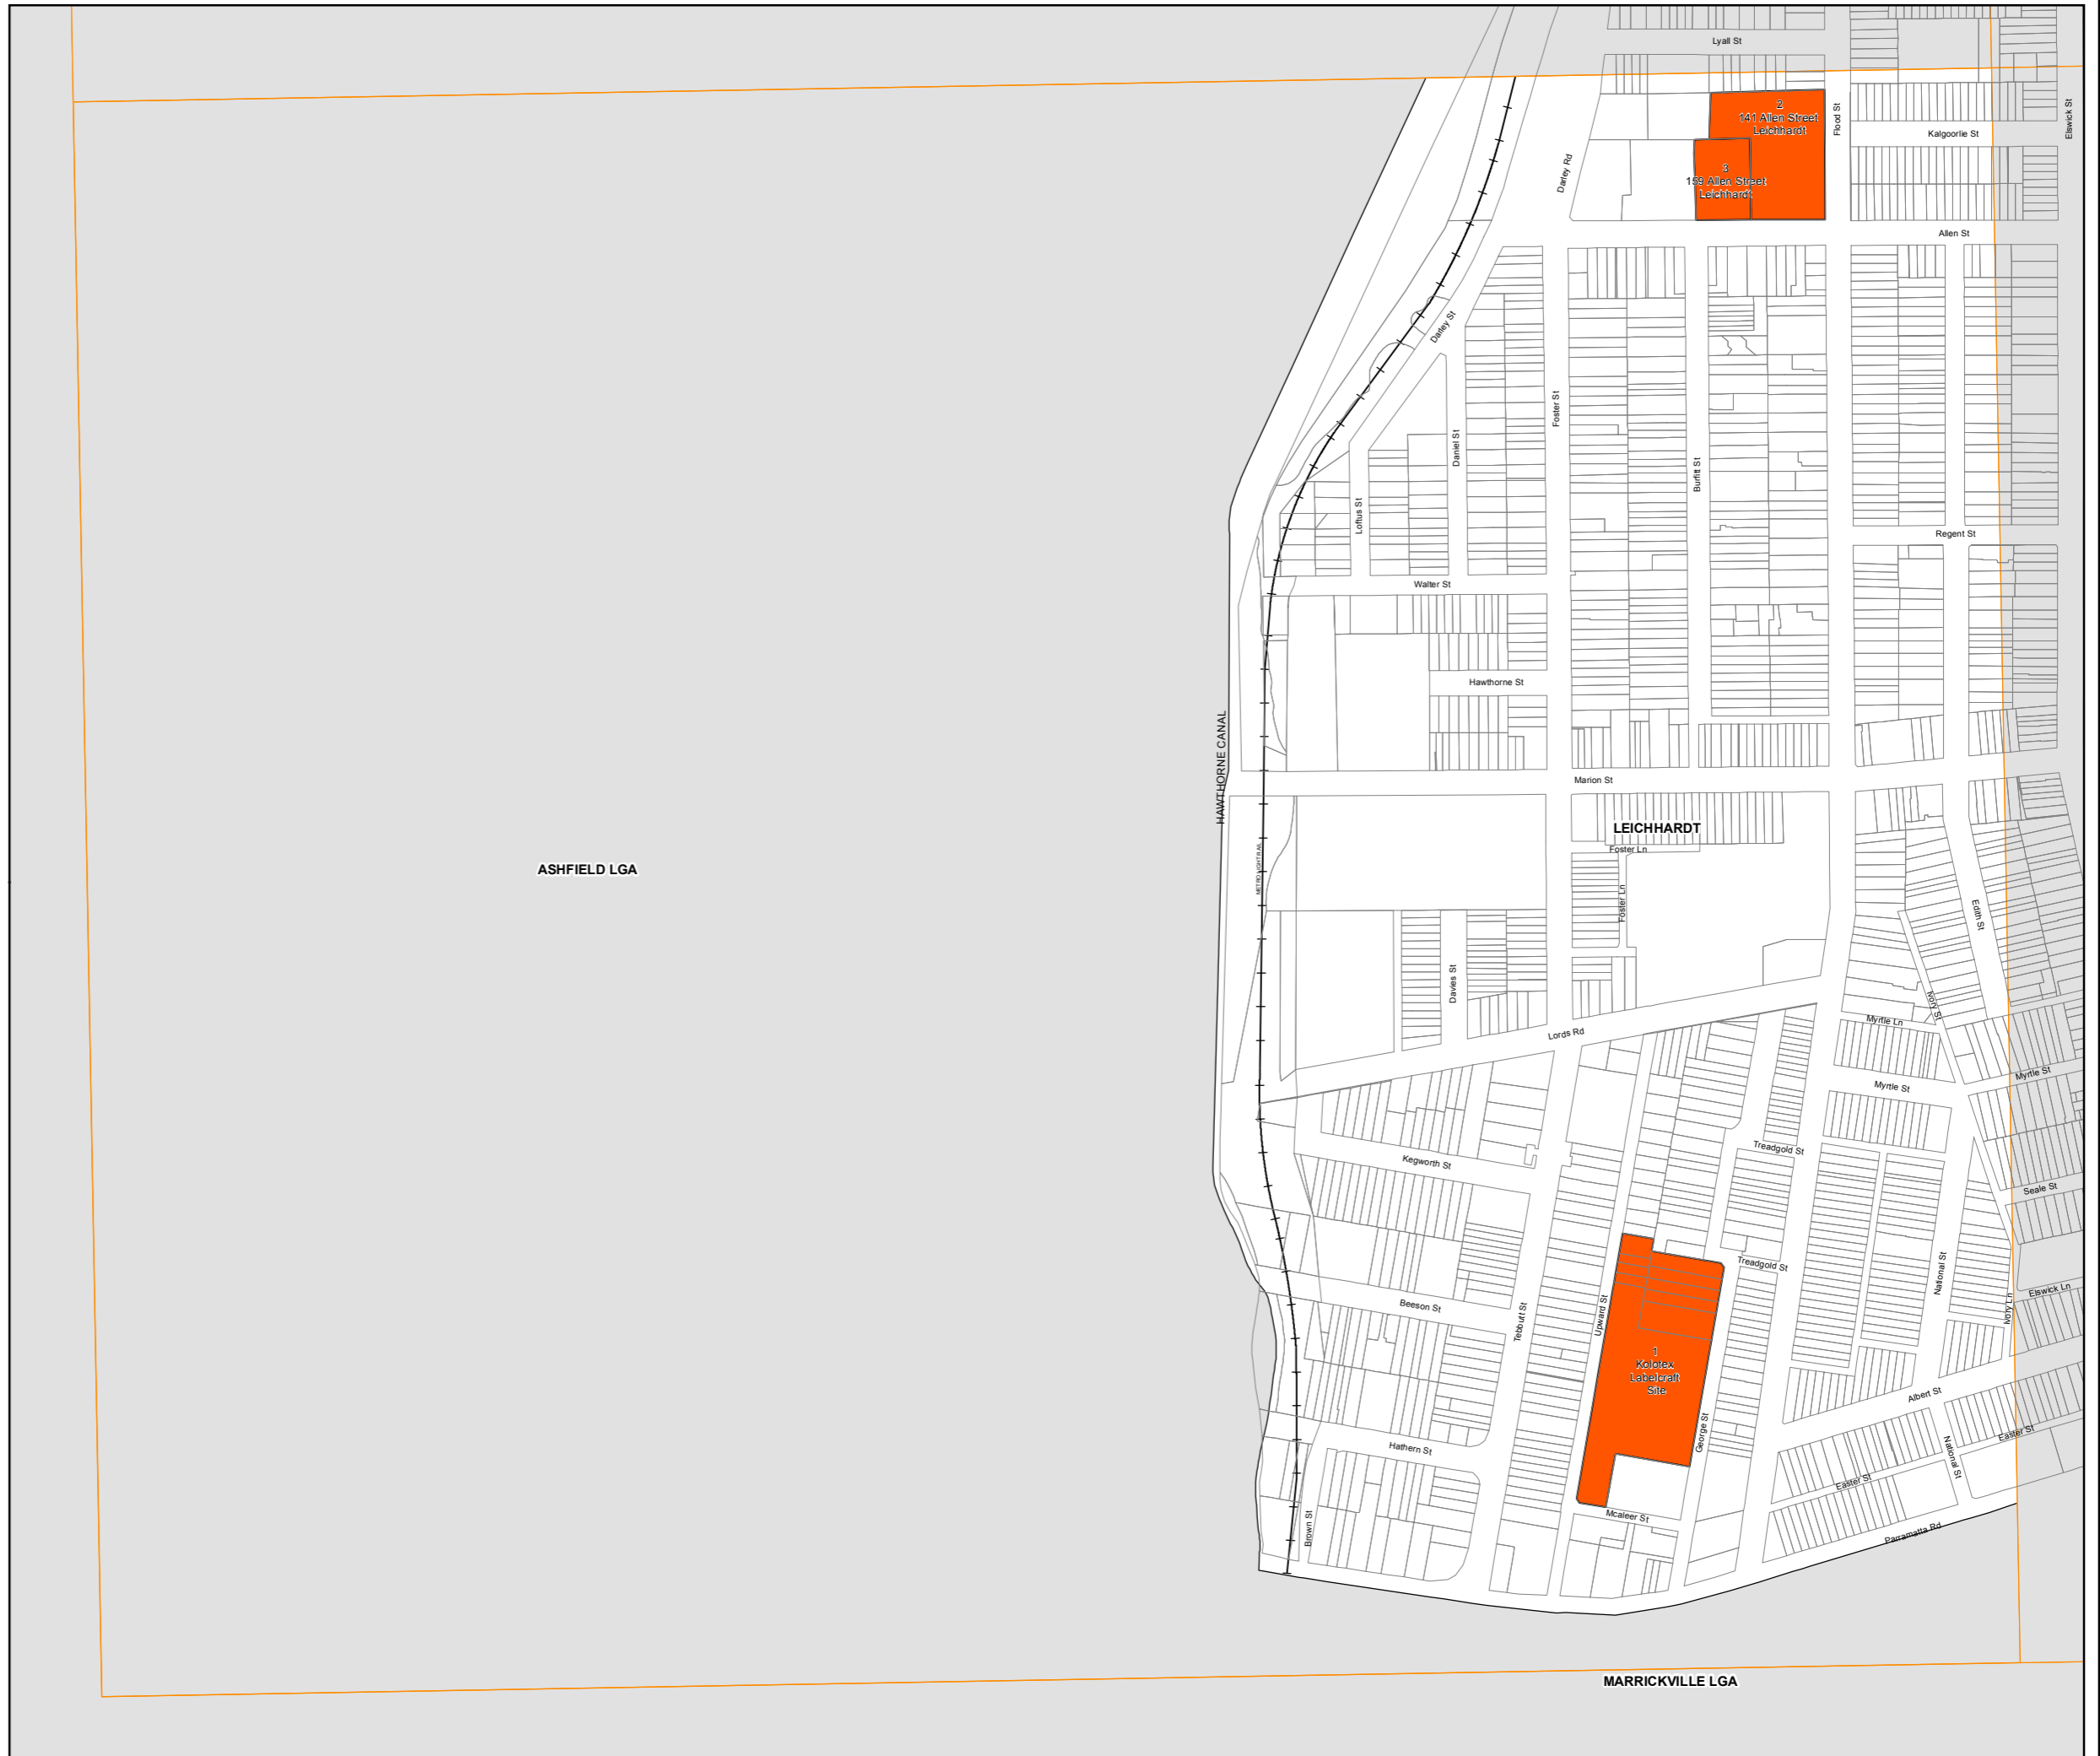 Lyall St
2
141 Allen Street
Leichhardt
Flood St
Kalgoorlie St
Elswick St
Darley Rd
3
159 Allen Street
Leichhardt
Allen St
Darley St
Foster St
Daniel St
Burfitt St
Loftus St
Regent St
Walter St
Hawthorne St
HAWTHORNE CANAL
Marion St
LEICHHARDT
Foster Ln
METRO LIGHT RAIL
ASHFIELD LGA
Foster Ln
Edith St
Davies St
Ivory St
Myrtle Ln
Lords Rd
Myrtle St
Myrtle St
Treadgold St
Kegworth St
Seale St
Treadgold St
National St
Elswick Ln
Ivory Ln
Beeson St
Upward St
Tebbutt St
1
Kolotex
Labelcraft
Site
Albert St
George St
Easter St
Hathern St
National St
Easter St
Mcaleer St
Brown St
Parramatta Rd
MARRICKVILLE LGA